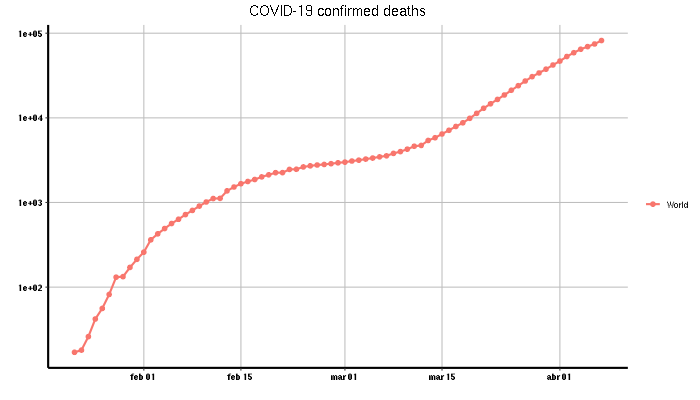 COVID-19 confirmed deaths
1e+05
1e+04
1e+03
1e+02
feb 01
feb 15
mar 01
mar 15
abr 01
World